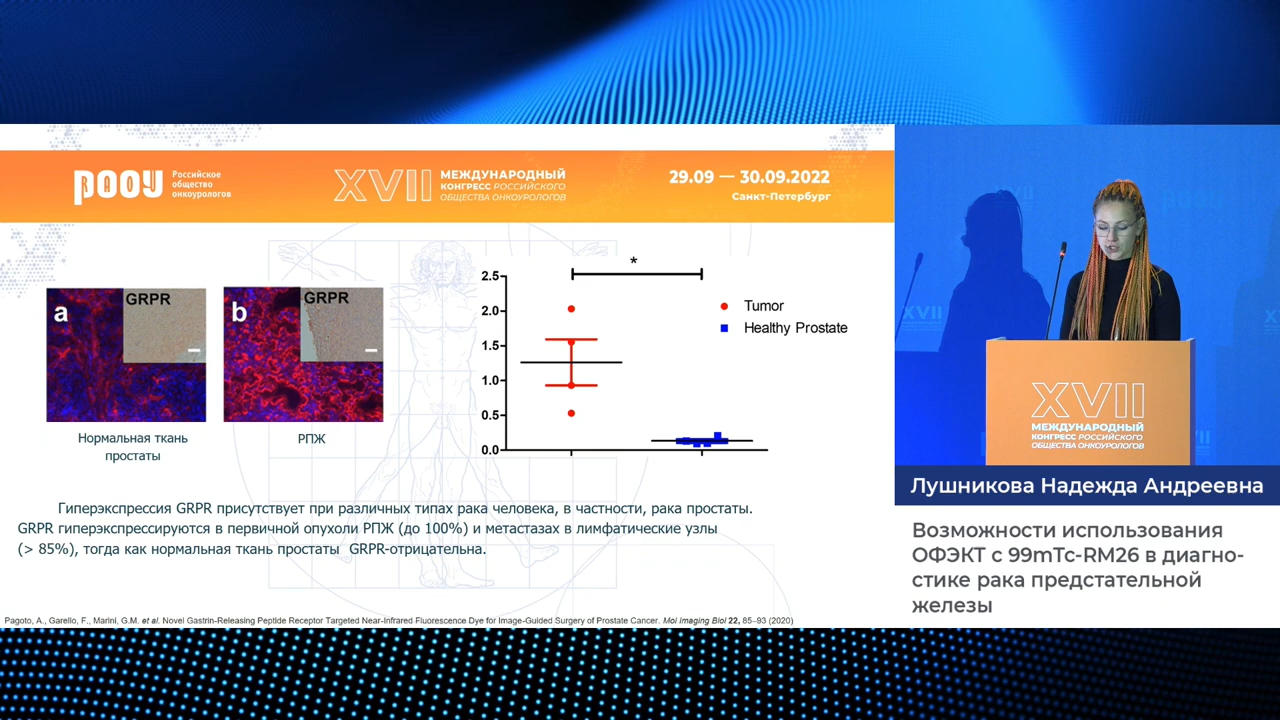 РООУ
Российское
общество
онкоурологов
XVII
МЕЖДУНАРОДНЫЙ
КОНГРЕСС РОССИЙСКОГО
ОБЩЕСТВА ОНКОУРОЛОГОВ
29.09 — 30.09.2022
Санкт-Петербург
a
GRPR
b
GRPR
Нормальная ткань
простаты
РПЖ
*
2.5
2.0
1.5
1.0
0.5
0.0
Tumor
Healthy Prostate
Гиперэкспрессия GRPR присутствует при различных типах рака человека, в частности, рака простаты.
GRPR гиперэкспрессируются в первичной опухоли РПЖ (до 100%) и метастазах в лимфатические узлы
(> 85%), тогда как нормальная ткань простаты GRPR-отрицательна.
Pagoto, A., Garello, F., Marini, G.M. et al. Novel Gastrin-Releasing Peptide Receptor Targeted Near-Infrared Fluorescence Dye for Image-Guided Surgery of Prostate Cancer. Mol Imaging Biol 22, 85–93 (2020)
РООУ
XVII
XVII
МЕЖДУНАРОДНЫЙ
КОНГРЕСС РОССИЙСКОГО
ОБЩЕСТВА ОНКОУРОЛОГОВ
Лушникова Надежда Андреевна
Возможности использования
ОФЭКТ с 99mTc-RM26 в диагно-
стике рака предстательной
железы